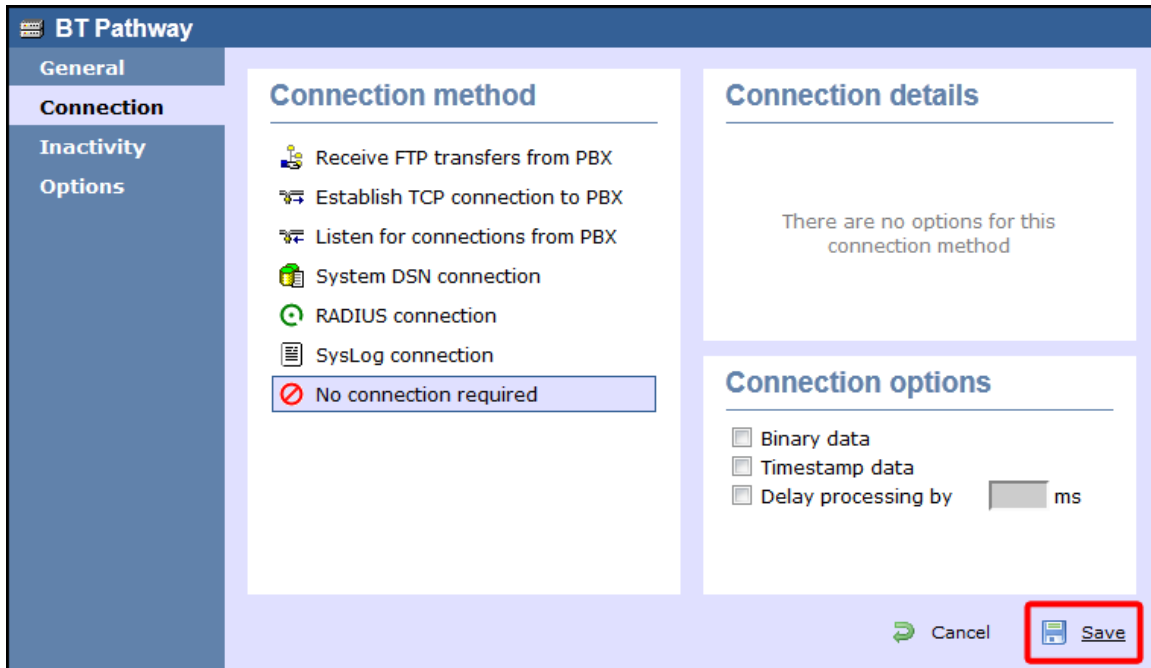 BT Pathway
General
Connection
Inactivity
Options
Connection method
Receive FTP transfers from PBX
Establish TCP connection to PBX
Listen for connections from PBX
System DSN connection
RADIUS connection
SysLog connection
No connection required
Connection details
There are no options for this
connection method
Connection options
Binary data
Timestamp data
Delay processing by ms
Cancel Save